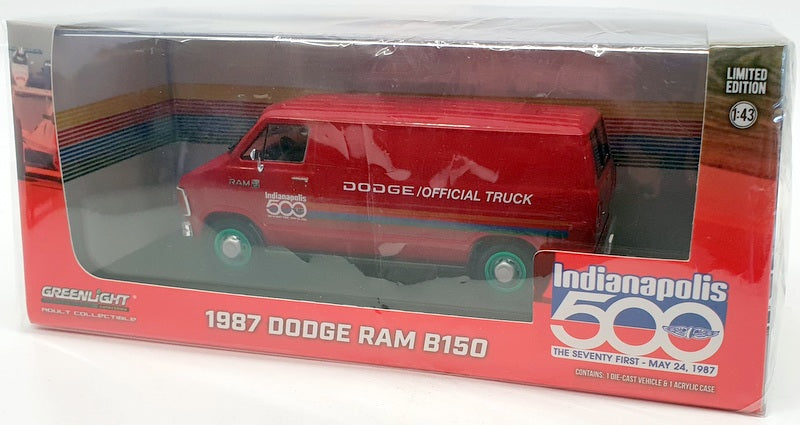 LIMITED
EDITION
1:43
RAM
DODGE/OFFICIAL TRUCK
Indianapolis
500
GREENLIGHT
ADULT COLLECTIBLE
1987 DODGE RAM B150
Indianapolis
500
THE SEVENTY FIRST - MAY 24, 1987
CONTAINS: 1 DIE-CAST VEHICLE & 1 ACRYLIC CASE